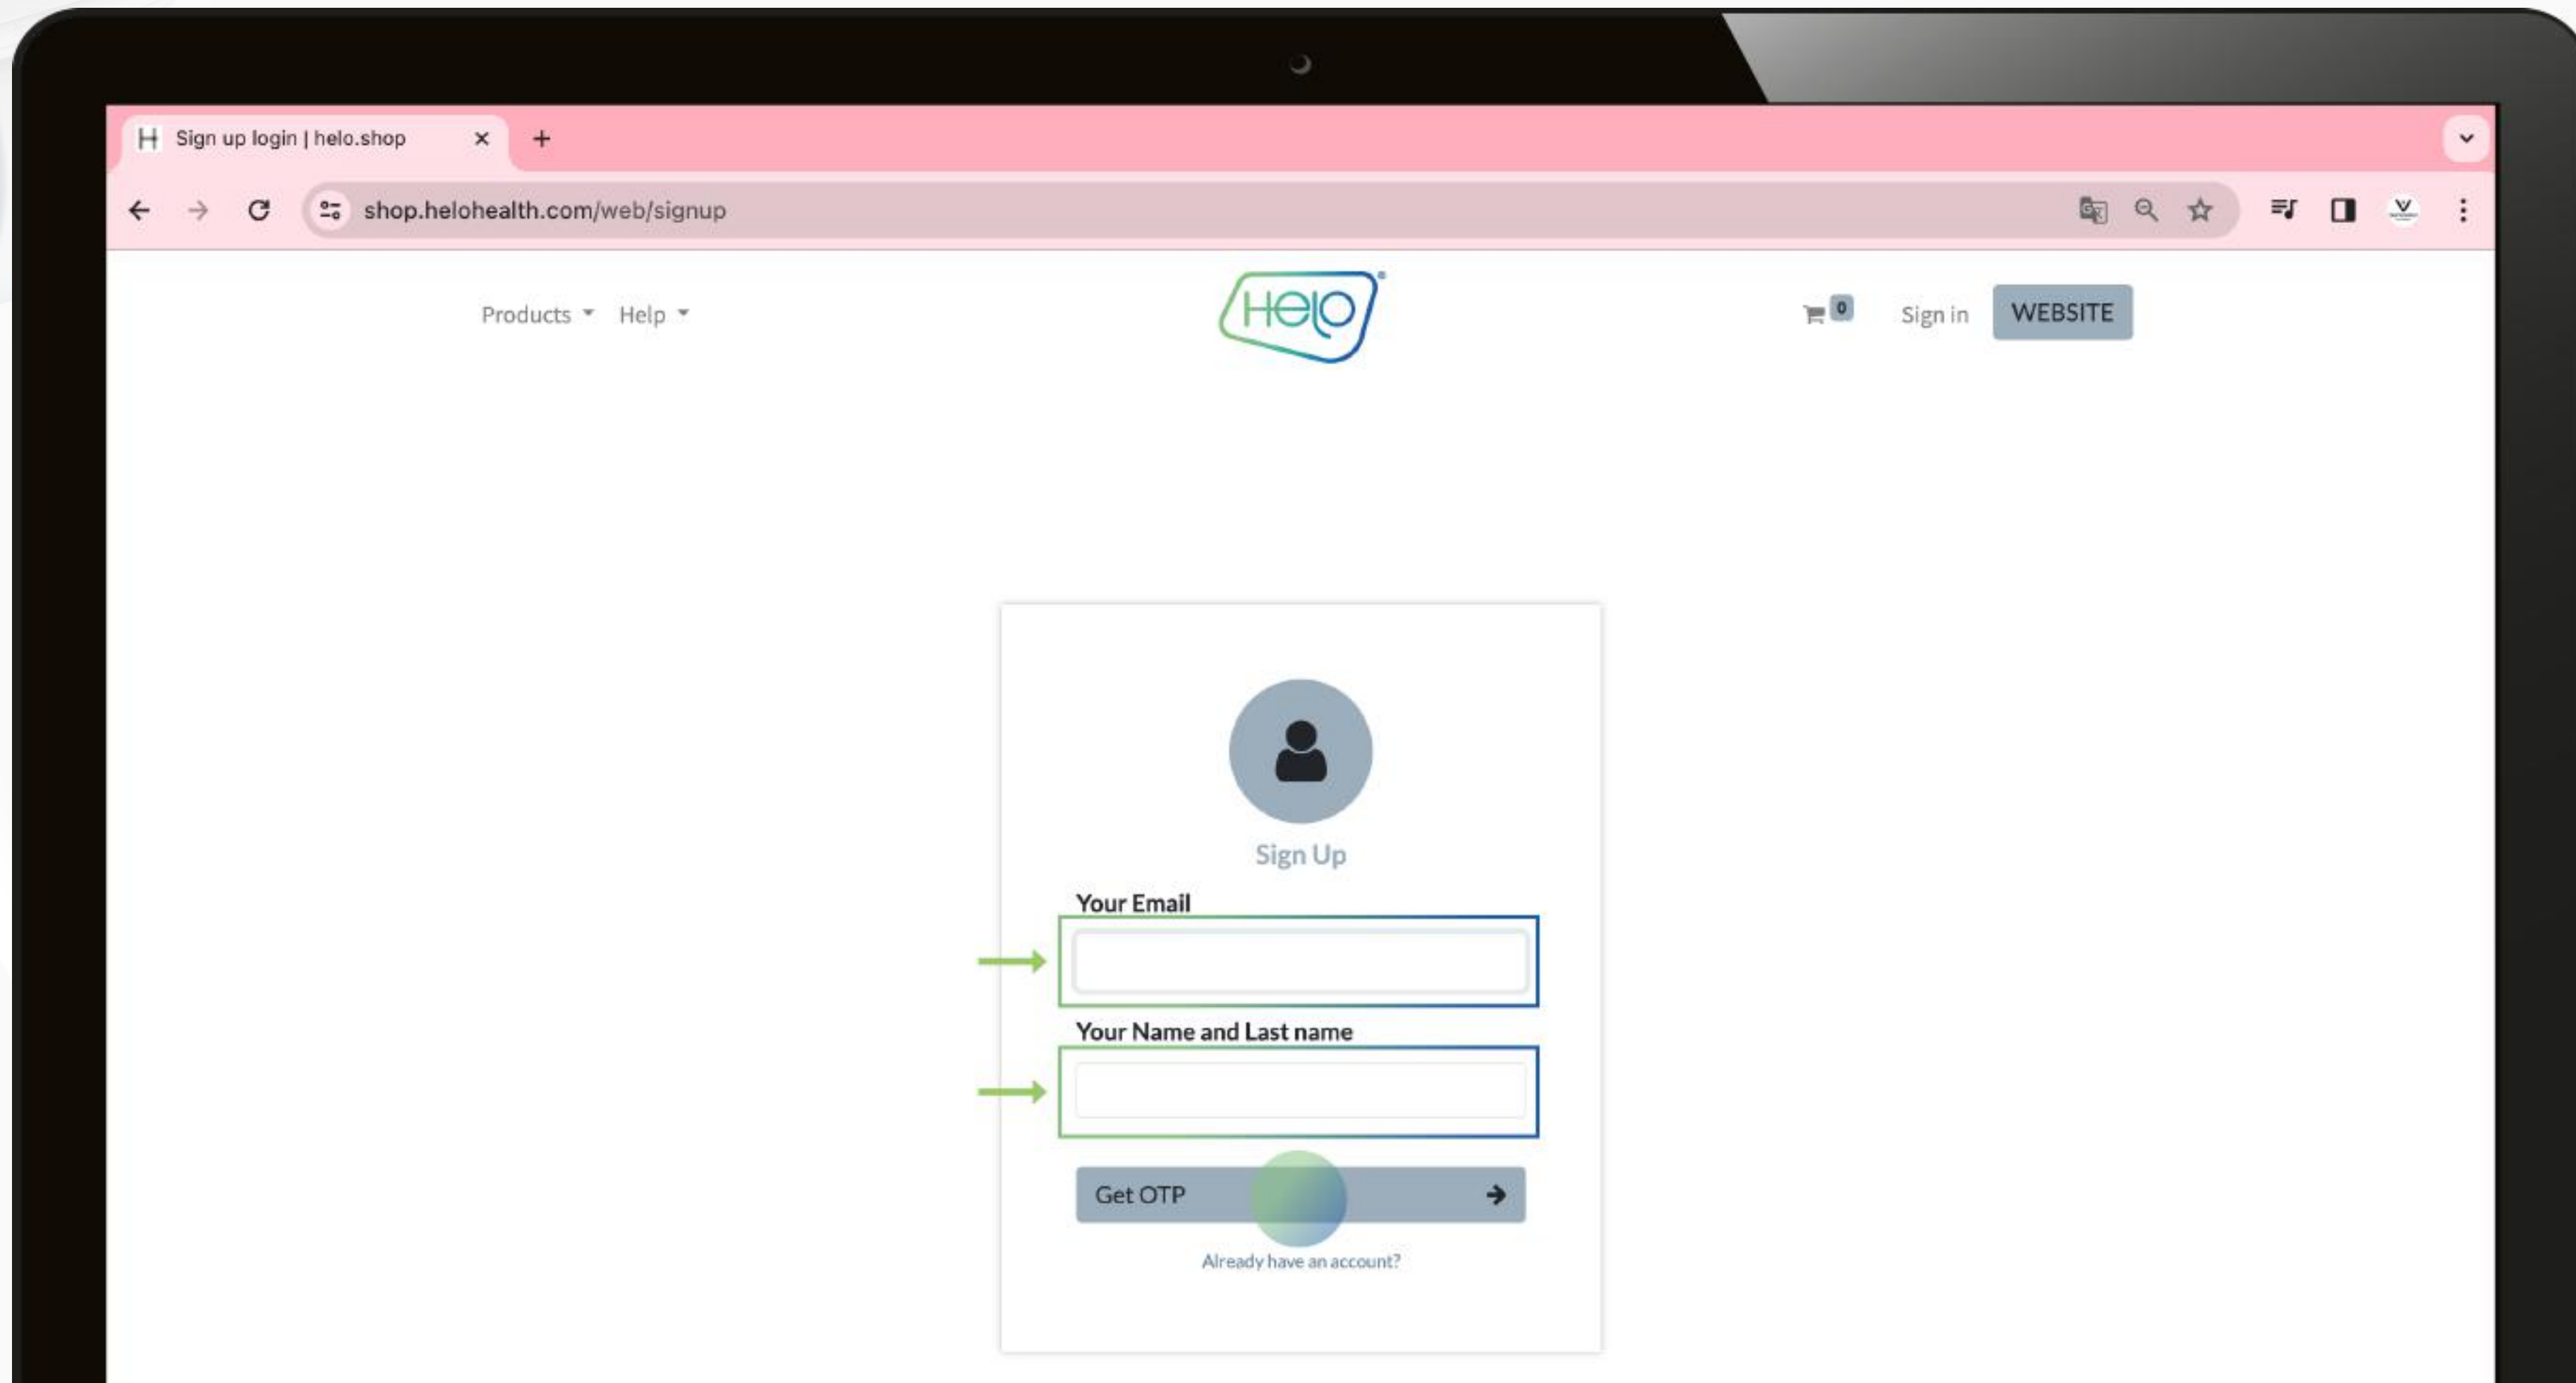 Sign up login | helo.shop
shop.helohealth.com/web/signup
Products Help
Helo
0 Sign in WEBSITE
Sign Up
Your Email
Your Name and Last name
Get OTP
Already have an account?